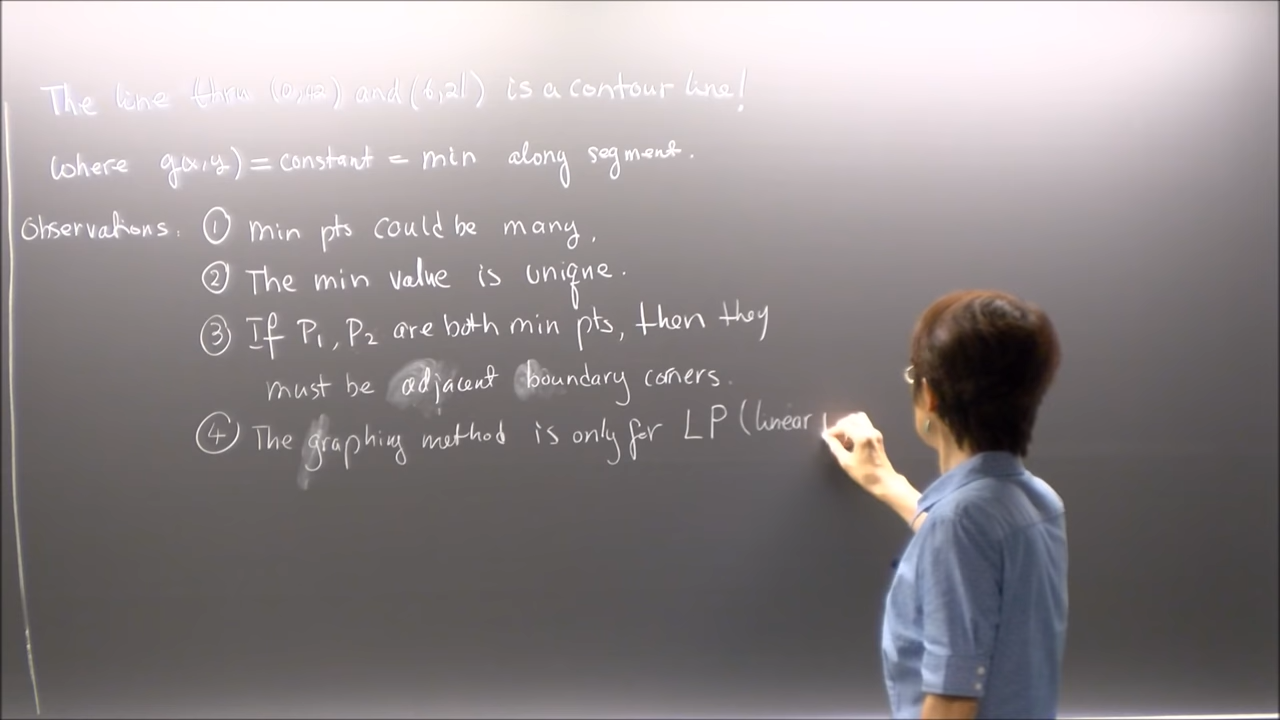 The line thru (0,42) and (6,21) is a contour line!
Where g(x,y) = constant = min along segment.
Observations: ① min pts could be many.
② The min value is unique.
③ If P₁, P₂ are both min pts, then they
must be adjacent boundary corners.
④ The graphing method is only for LP (linear